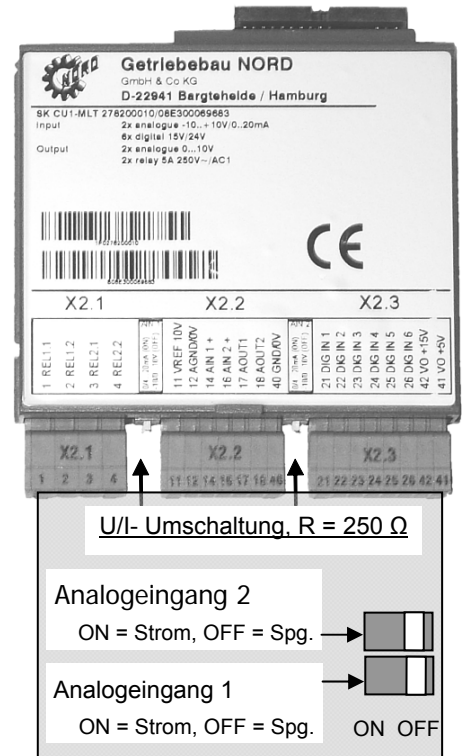 NORD
Getriebebau NORD
GmbH & Co KG
D-22941 Bargteheide / Hamburg
SK CU1-MLT 278200010/08E300069663
Input 2x analogue -10..+10V/0..20mA
6x digital 15V/24V
Output 2x analogue 0...10V
2x relay 5A 250V~/AC1
CE
X2.1 X2.2 X2.3
1 REL1.1
2 REL1.2
3 REL2.1
4 REL2.2
11 VREF 10V
12 AGND/0V
14 AIN 1+
16 AIN 2+
17 AOUT1
18 AOUT2
40 GND/0V
AIN 2
21 DIG IN 1
22 DIG IN 2
23 DIG IN 3
24 DIG IN 4
25 DIG IN 5
26 DIG IN 6
42 VO +15V
41 VO +5V
X2.1 X2.2 X2.3
1 2 3 4 11 12 14 16 17 18 40 21 22 23 24 25 26 42 41
U/I- Umschaltung, R = 250 Ω
Analogeingang 2
ON = Strom, OFF = Spg.
Analogeingang 1
ON = Strom, OFF = Spg.
ON OFF